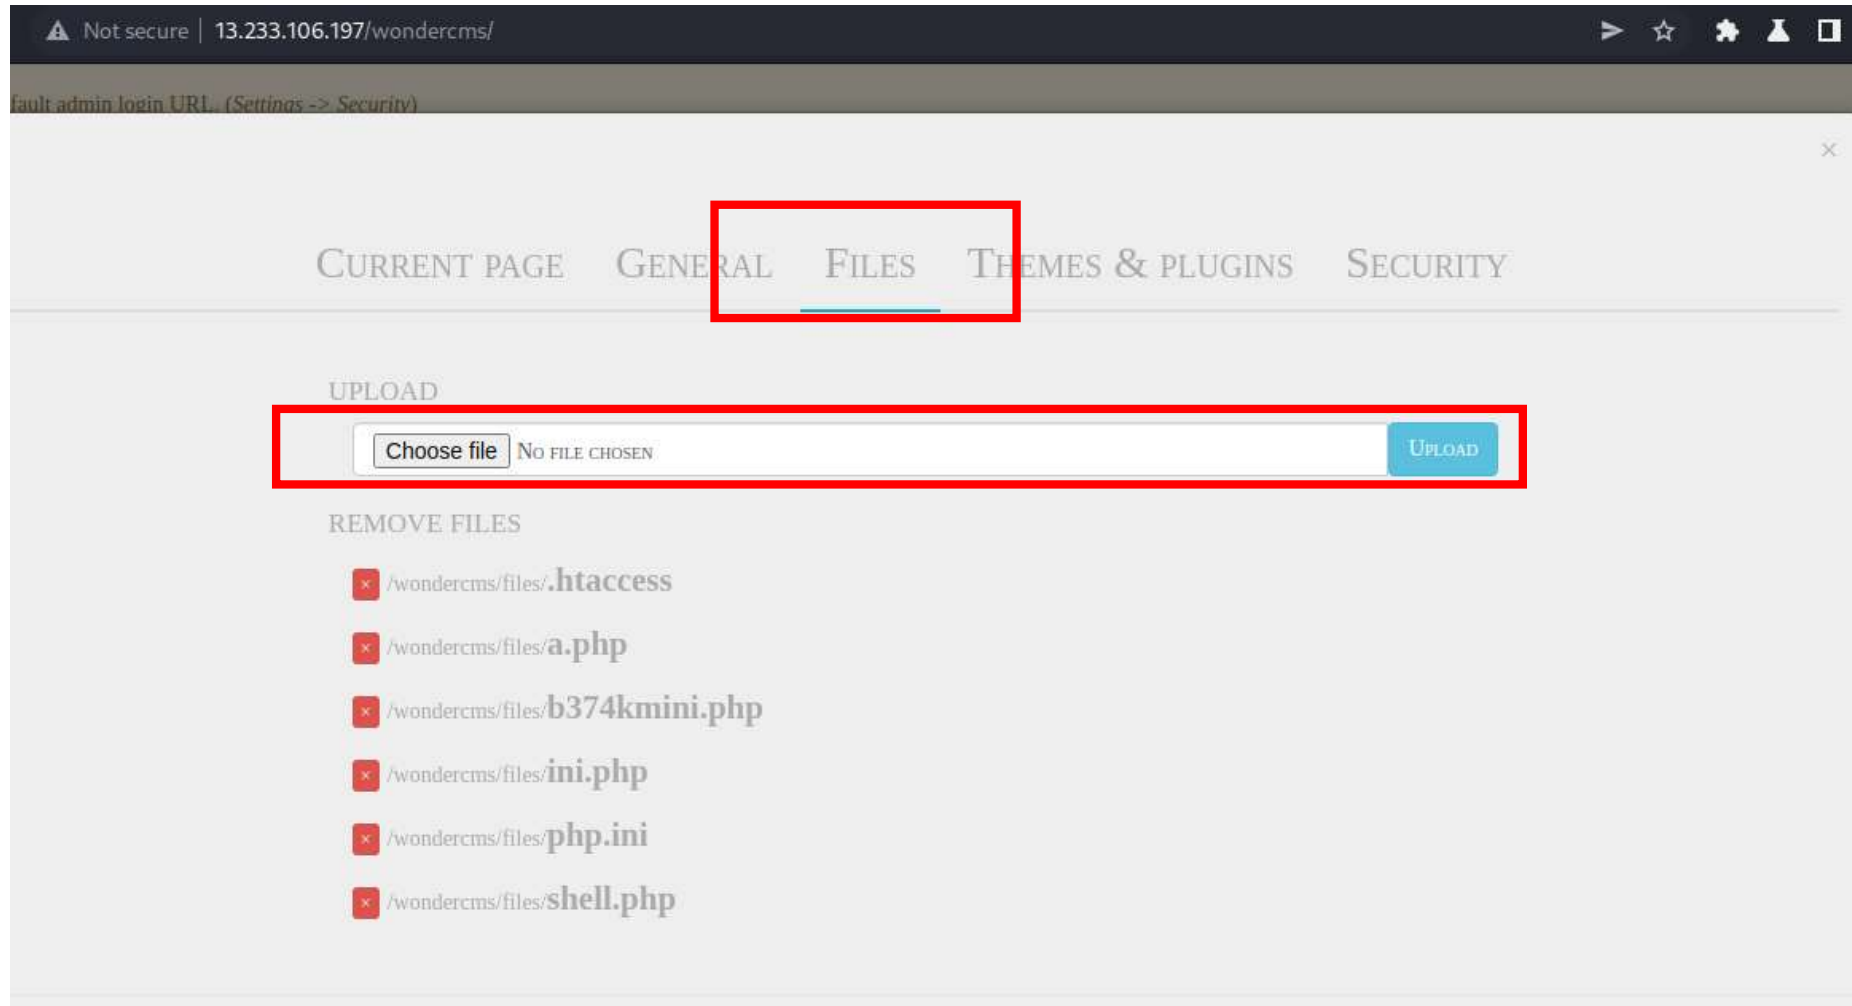 Not secure | 13.233.106.197/wondercms/
fault admin login URL. (Settings -> Security)
×
CURRENT PAGE GENERAL FILES THEMES & PLUGINS SECURITY
UPLOAD
Choose file NO FILE CHOSEN UPLOAD
REMOVE FILES
× /wondercms/files/.htaccess
× /wondercms/files/a.php
× /wondercms/files/b374kmini.php
× /wondercms/files/ini.php
× /wondercms/files/php.ini
× /wondercms/files/shell.php